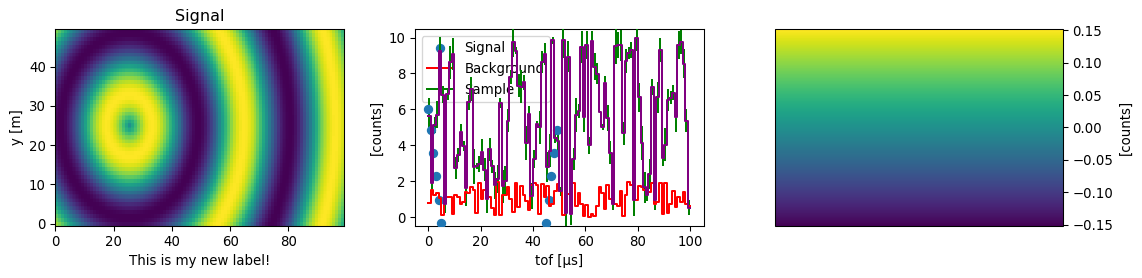 Signal
y [m]
40
30
20
10
0
0 20 40 60 80
This is my new label!
[counts]
10
8
6
4
2
0
Signal
Background
Sample
0 20 40 60 80 100
tof [µs]
0.15
0.10
0.05
0.00
−0.05
−0.10
−0.15
[counts]